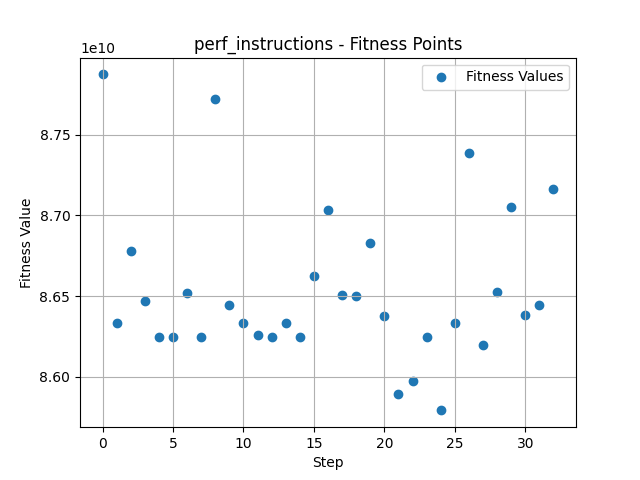 perf_instructions - Fitness Points
1e10
Fitness Values
8.75
8.70
8.65
8.60
Fitness Value
0 5 10 15 20 25 30
Step